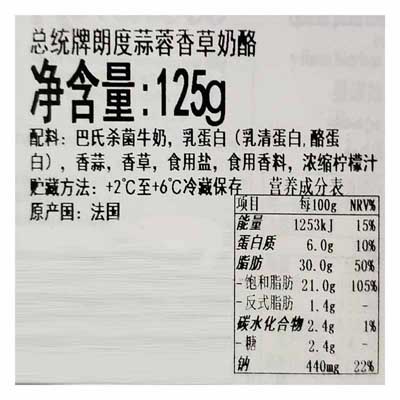 总统牌朗度蒜蓉香草奶酪
净含量:125g
配料：巴氏杀菌牛奶，乳蛋白（乳清蛋白,酪蛋
白），香蒜，香草，食用盐，食用香料，浓缩柠檬汁
贮藏方法：+2℃至+6℃冷藏保存
原产国：法国
营养成分表
项目 每100g NRV%
能量 1253kJ 15%
蛋白质 6.0g 10%
脂肪 30.0g 50%
-饱和脂肪 21.0g 105%
-反式脂肪 1.4g -
碳水化合物 2.4g 1%
-糖 2.4g -
钠 440mg 22%